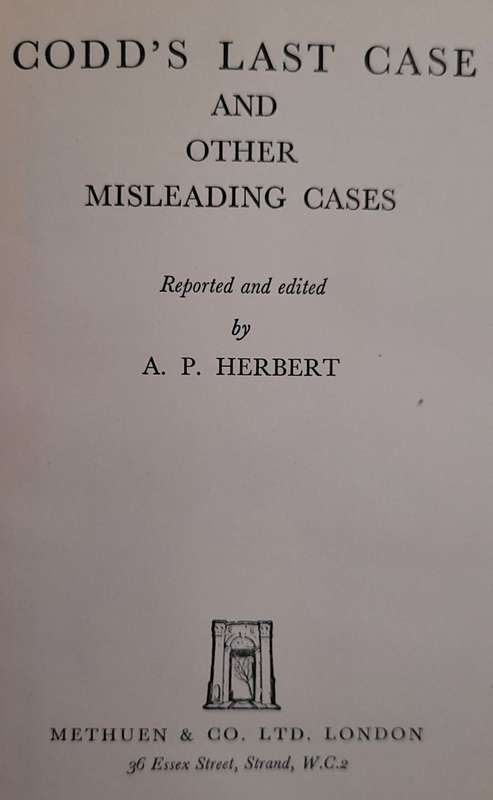 CODD'S LAST CASE
AND
OTHER
MISLEADING CASES
Reported and edited
by
A. P. HERBERT
METHUEN & CO. LTD. LONDON
36 Essex Street, Strand, W.C.2